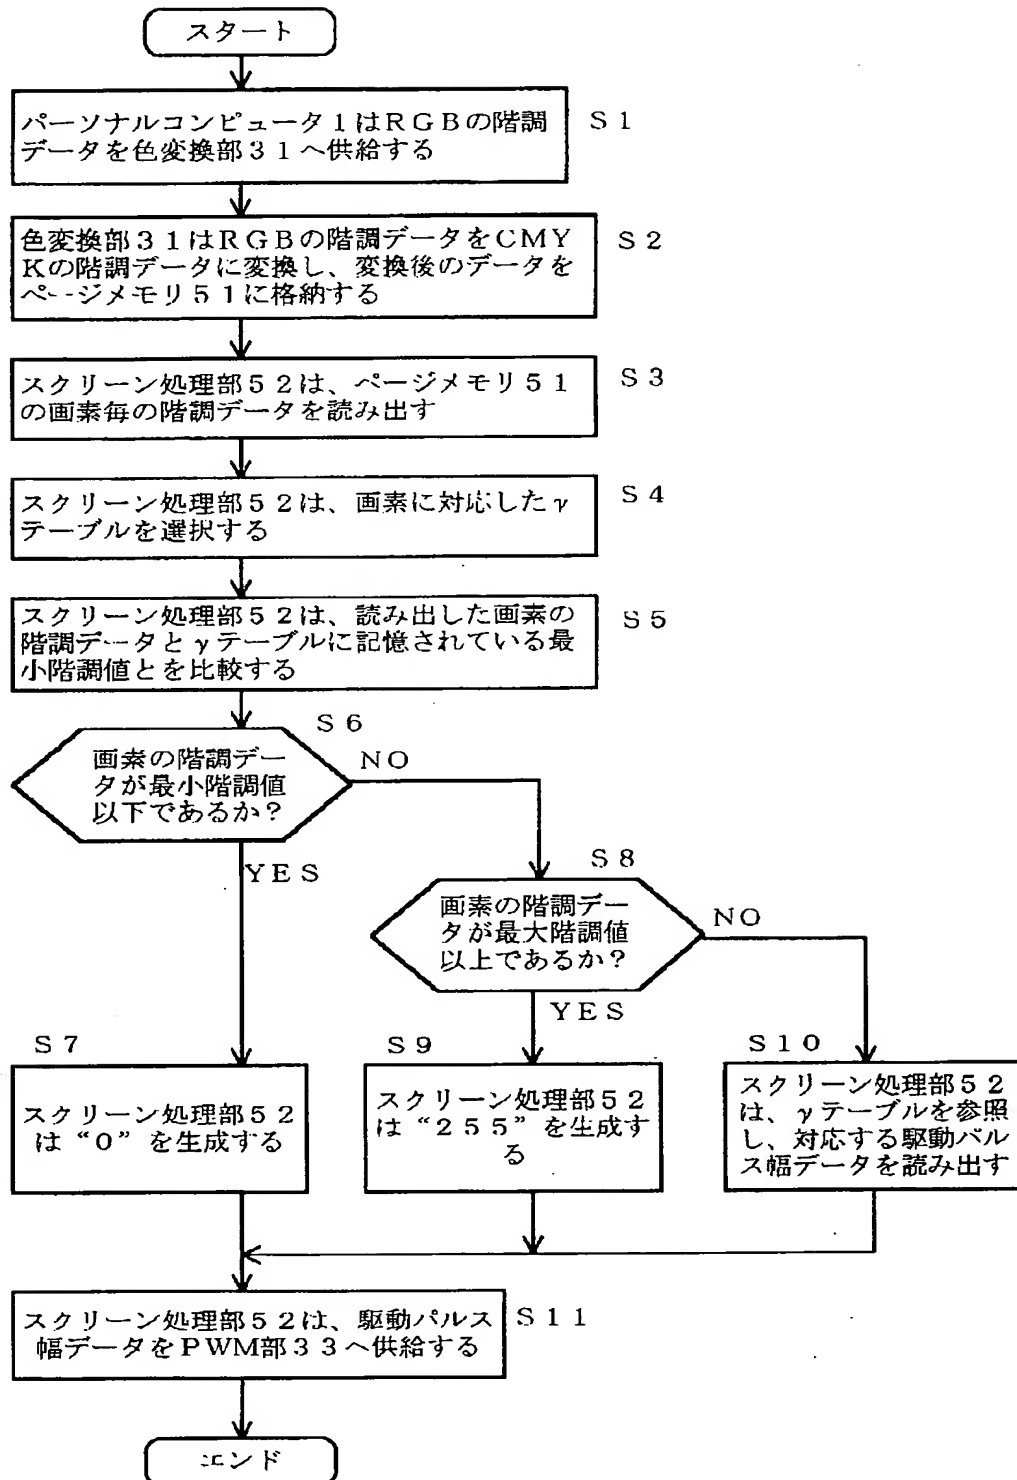 スタート
パーソナルコンピュータ１はＲＧＢの階調
データを色変換部３１へ供給する
Ｓ１
色変換部３１はＲＧＢの階調データをＣＭＹ
Ｋの階調データに変換し、変換後のデータを
ページメモリ５１に格納する
Ｓ２
スクリーン処理部５２は、ページメモリ５１
の画素毎の階調データを読み出す
Ｓ３
スクリーン処理部５２は、画素に対応したγ
テーブルを選択する
Ｓ４
スクリーン処理部５２は、読み出した画素の
階調データとγテーブルに記憶されている最
小階調値とを比較する
Ｓ５
Ｓ６
画素の階調デー
タが最小階調値
以下であるか？
ＮＯ
ＹＥＳ
Ｓ８
画素の階調デー
タが最大階調値
以上であるか？
ＮＯ
ＹＥＳ
Ｓ７
スクリーン処理部５２
は“０”を生成する
Ｓ９
スクリーン処理部５２
は“２５５”を生成す
る
Ｓ１０
スクリーン処理部５２
は、γテーブルを参照
し、対応する駆動パル
ス幅データを読み出す
スクリーン処理部５２は、駆動パルス
幅データをＰＷＭ部３３へ供給する
Ｓ１１
エンド